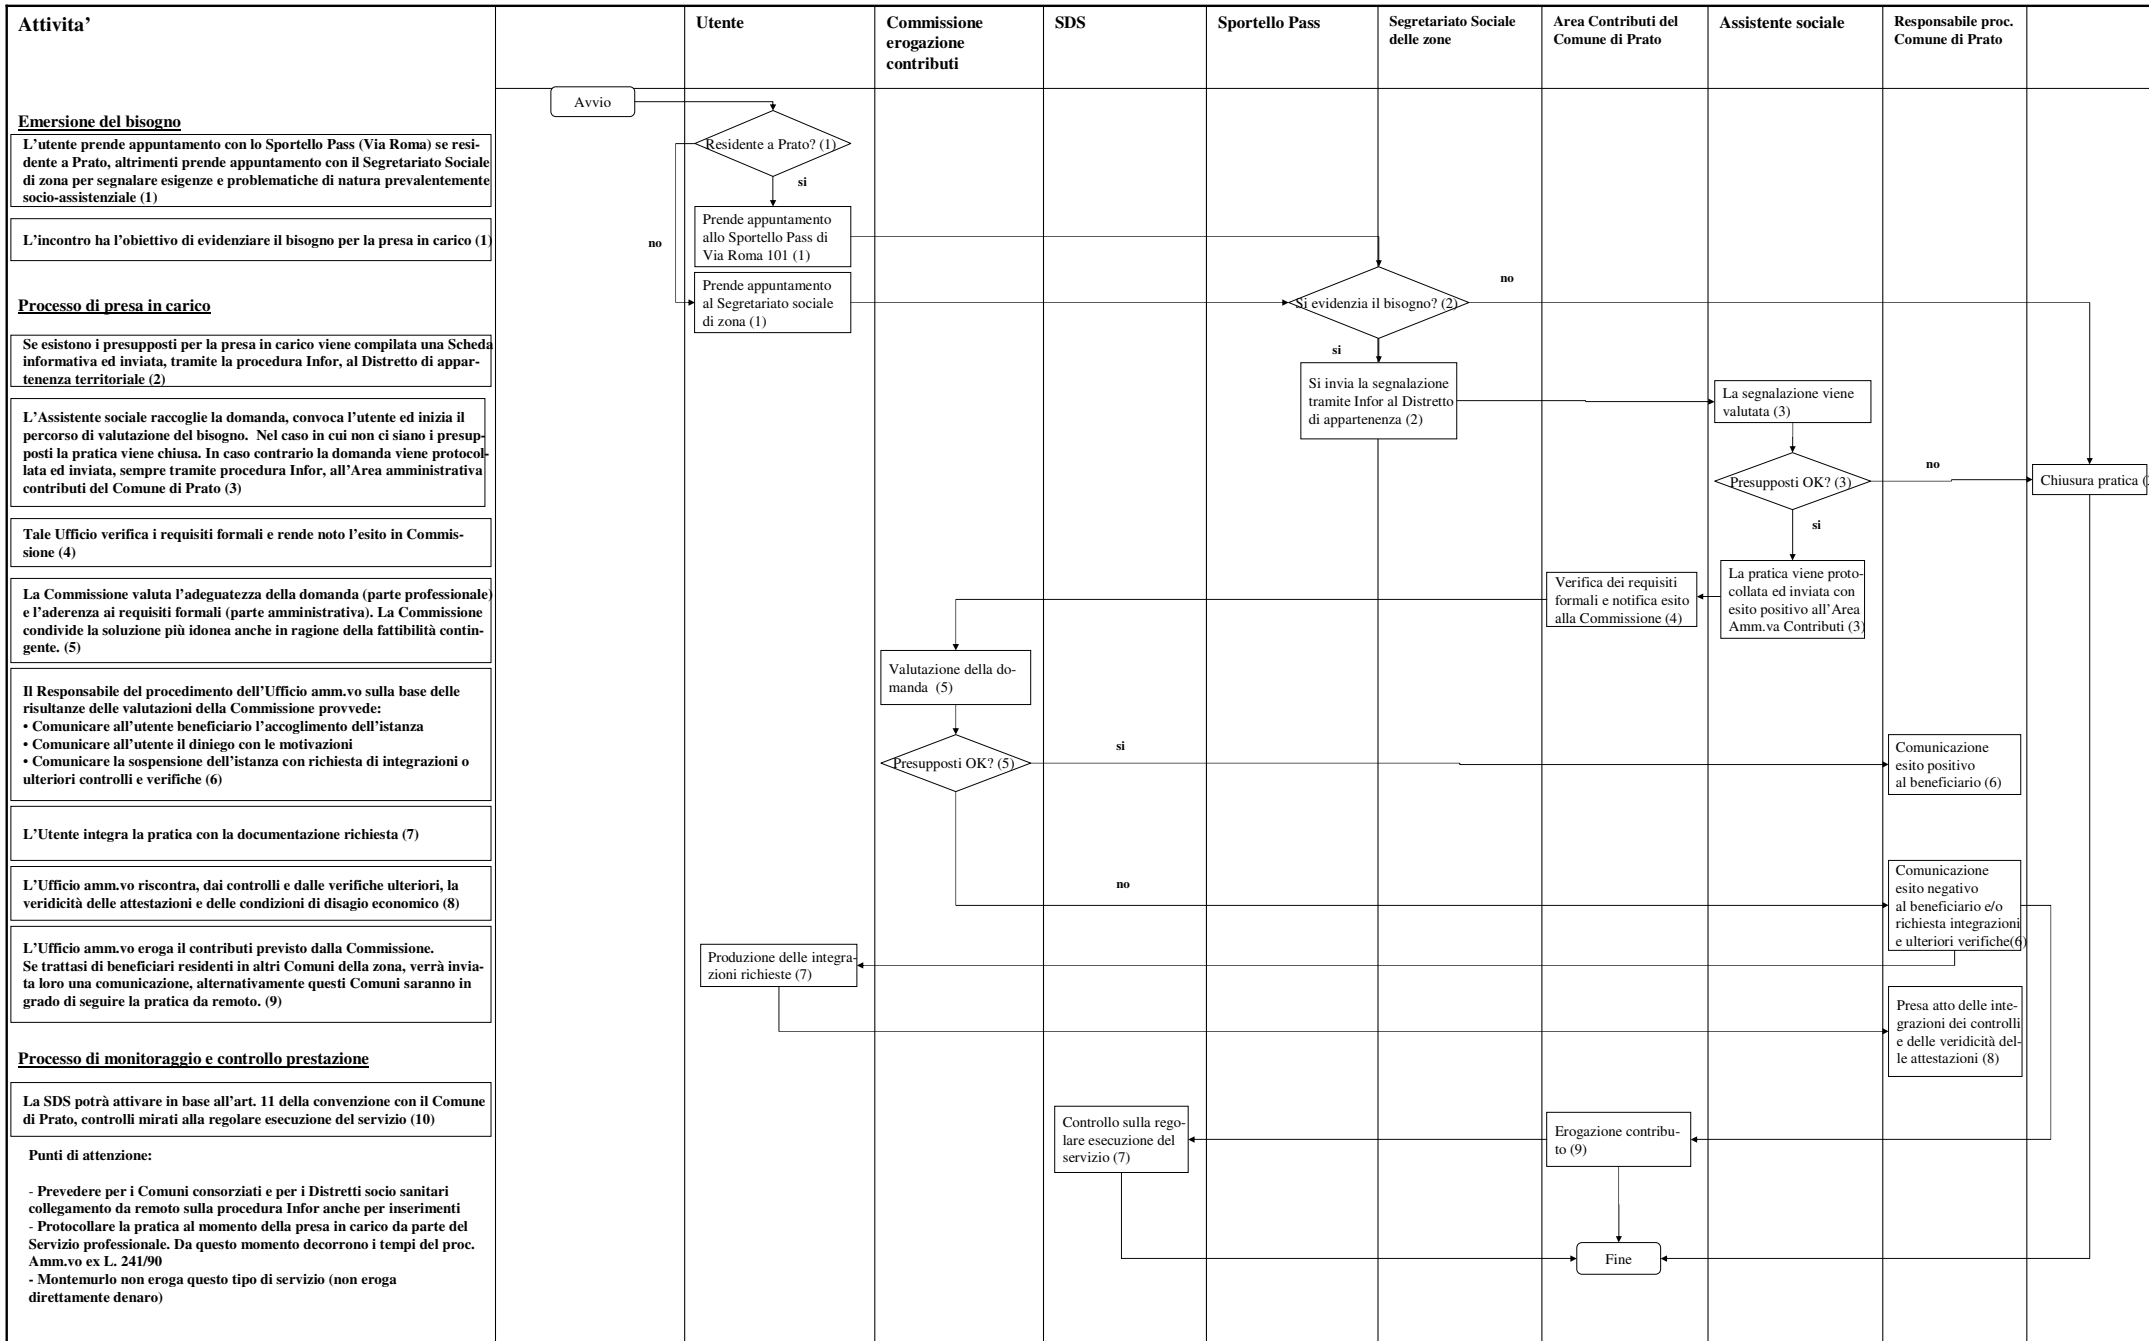 Attivita’
Utente
Commissione
erogazione
contributi
SDS
Sportello Pass
Segretariato Sociale
delle zone
Area Contributi del
Comune di Prato
Assistente sociale
Responsabile proc.
Comune di Prato
Emersione del bisogno
L’utente prende appuntamento con lo Sportello Pass (Via Roma) se resi-
dente a Prato, altrimenti prende appuntamento con il Segretariato Sociale
di zona per segnalare esigenze e problematiche di natura prevalentemente
socio-assistenziale (1)
L’incontro ha l’obiettivo di evidenziare il bisogno per la presa in carico (1)
Processo di presa in carico
Se esistono i presupposti per la presa in carico viene compilata una Scheda
informativa ed inviata, tramite la procedura Infor, al Distretto di appar-
tenenza territoriale (2)
L’Assistente sociale raccoglie la domanda, convoca l’utente ed inizia il
percorso di valutazione del bisogno.  Nel caso in cui non ci siano i presup-
posti la pratica viene chiusa. In caso contrario la domanda viene protocol-
lata ed inviata, sempre tramite procedura Infor, all’Area amministrativa
contributi del Comune di Prato (3)
Tale Ufficio verifica i requisiti formali e rende noto l’esito in Commis-
sione (4)
La Commissione valuta l’adeguatezza della domanda (parte professionale)
e l’aderenza ai requisiti formali (parte amministrativa). La Commissione
condivide la soluzione più idonea anche in ragione della fattibilità contin-
gente. (5)
Il Responsabile del procedimento dell’Ufficio amm.vo sulla base delle
risultanze delle valutazioni della Commissione provvede:
• Comunicare all’utente beneficiario l’accoglimento dell’istanza
• Comunicare all’utente il diniego con le motivazioni
• Comunicare la sospensione dell’istanza con richiesta di integrazioni o
ulteriori controlli e verifiche (6)
L’Utente integra la pratica con la documentazione richiesta (7)
L’Ufficio amm.vo riscontra, dai controlli e dalle verifiche ulteriori, la
veridicità delle attestazioni e delle condizioni di disagio economico (8)
L’Ufficio amm.vo eroga il contributi previsto dalla Commissione.
Se trattasi di beneficiari residenti in altri Comuni della zona, verrà invia-
ta loro una comunicazione, alternativamente questi Comuni saranno in
grado di seguire la pratica da remoto. (9)
Processo di monitoraggio e controllo prestazione
La SDS potrà attivare in base all’art. 11 della convenzione con il Comune
di Prato, controlli mirati alla regolare esecuzione del servizio (10)
Punti di attenzione:
- Prevedere per i Comuni consorziati e per i Distretti socio sanitari
collegamento da remoto sulla procedura Infor anche per inserimenti
- Protocollare la pratica al momento della presa in carico da parte del
Servizio professionale. Da questo momento decorrono i tempi del proc.
Amm.vo ex L. 241/90
- Montemurlo non eroga questo tipo di servizio (non eroga
direttamente denaro)
Avvio
Residente a Prato? (1)
si
no
Prende appuntamento
allo Sportello Pass di
Via Roma 101 (1)
Prende appuntamento
al Segretariato sociale
di zona (1)
Si evidenzia il bisogno? (2)
no
si
Si invia la segnalazione
tramite Infor al Distretto
di appartenenza (2)
La segnalazione viene
valutata (3)
Presupposti OK? (3)
no
Chiusura pratica (
si
La pratica viene proto-
collata ed inviata con
esito positivo all’Area
Amm.va Contributi (3)
Verifica dei requisiti
formali e notifica esito
alla Commissione (4)
Valutazione della do-
manda  (5)
Presupposti OK? (5)
si
Comunicazione
esito positivo
al beneficiario (6)
no
Comunicazione
esito negativo
al beneficiario e/o
richiesta integrazioni
e ulteriori verifiche(6)
Produzione delle integra-
zioni richieste (7)
Presa atto delle inte-
grazioni dei controlli
e delle veridicità del-
le attestazioni (8)
Controllo sulla rego-
lare esecuzione del
servizio (7)
Erogazione contribu-
to (9)
Fine